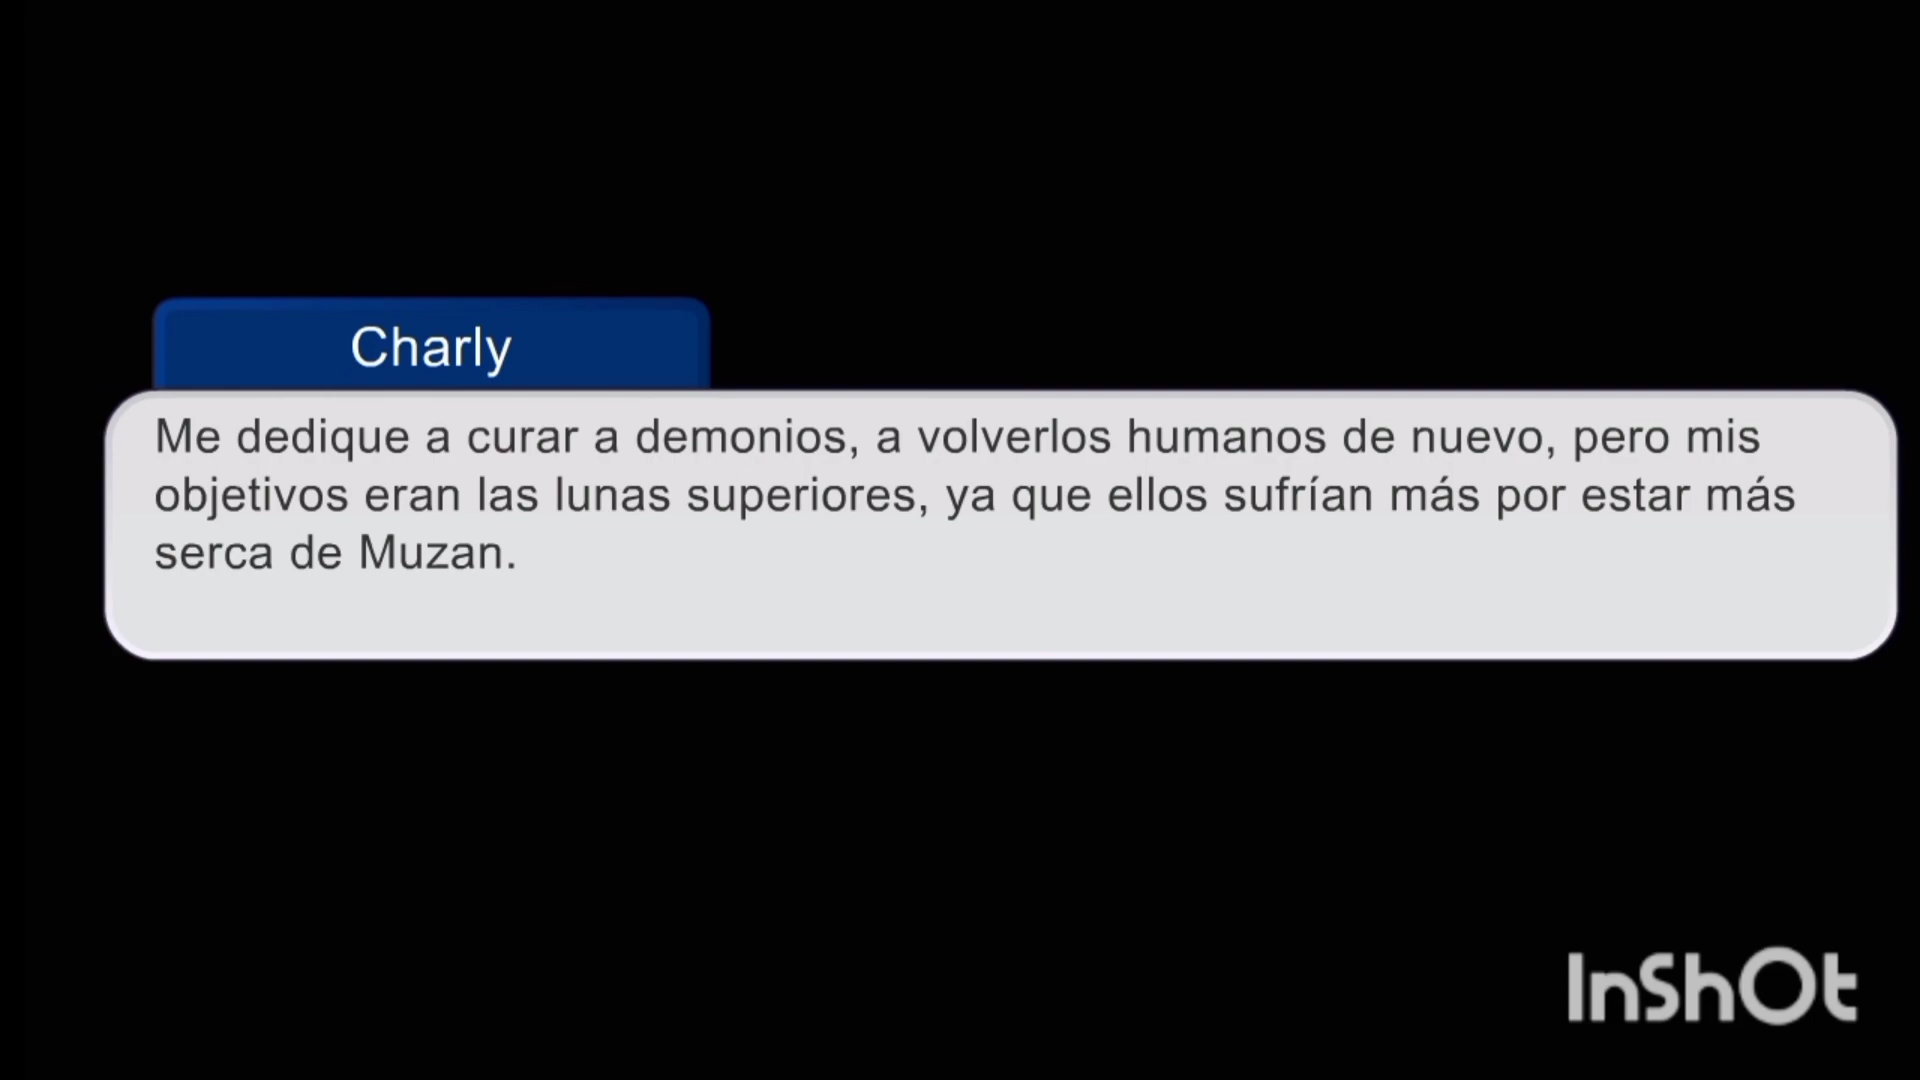 Charly
Me dedique a curar a demonios, a volverlos humanos de nuevo, pero mis
objetivos eran las lunas superiores, ya que ellos sufrían más por estar más
serca de Muzan.
InShOt